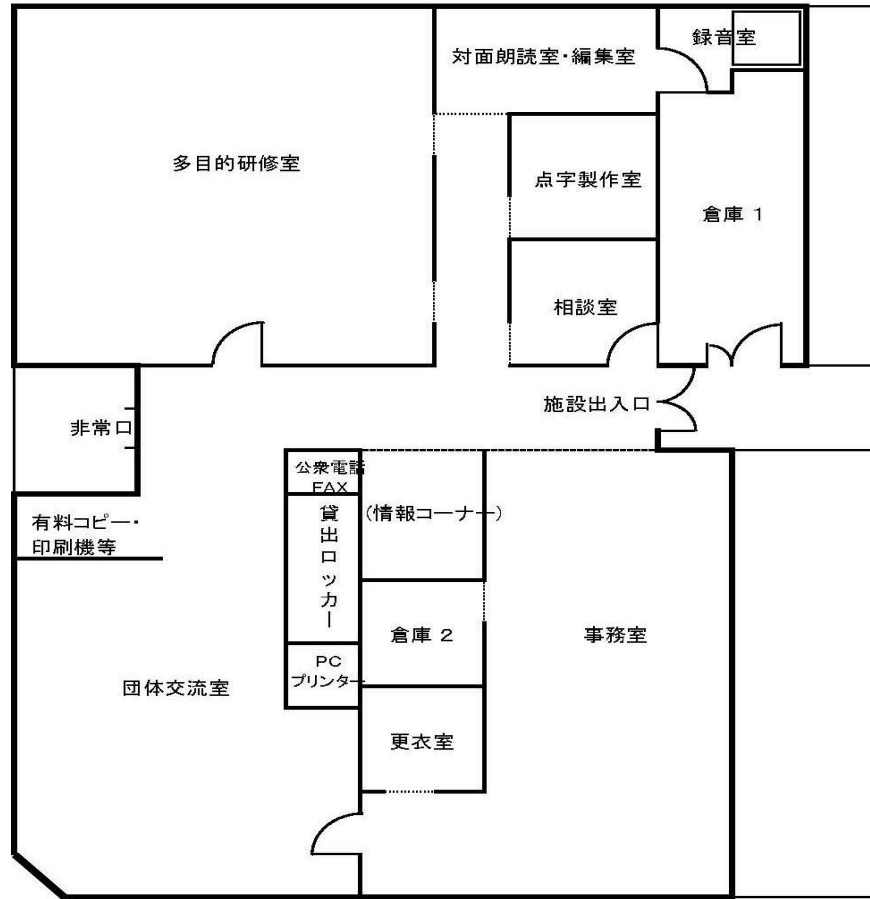 録音室
対面朗読室・編集室
多目的研修室
点字製作室
倉庫 1
相談室
施設出入口
非常口
公衆電話
FAX
有料コピー・
印刷機等
貸出ロッカー
(情報コーナー)
倉庫 2
事務室
PC
プリンター
団体交流室
更衣室